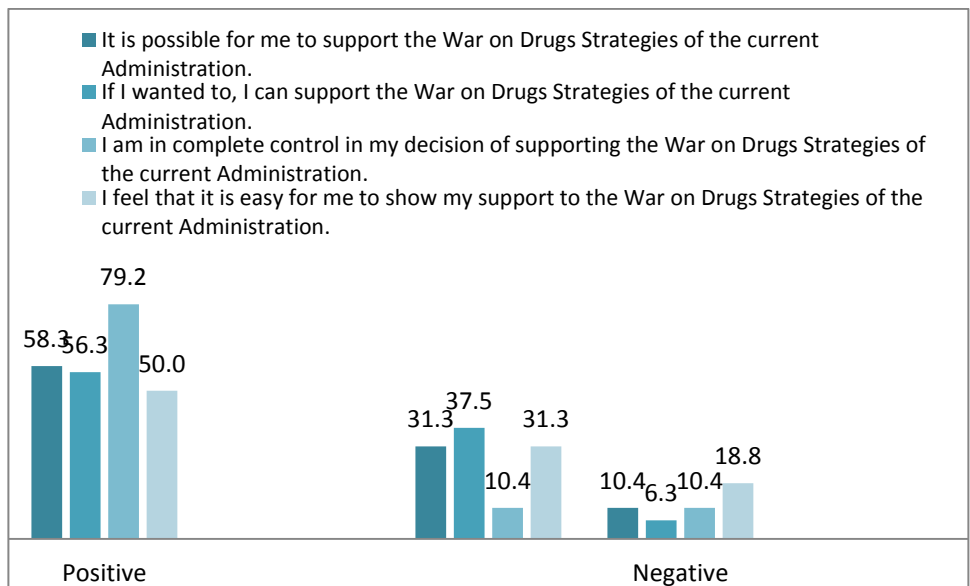 It is possible for me to support the War on Drugs Strategies of the current
Administration.
If I wanted to, I can support the War on Drugs Strategies of the current
Administration.
I am in complete control in my decision of supporting the War on Drugs Strategies of
the current Administration.
I feel that it is easy for me to show my support to the War on Drugs Strategies of the
current Administration.
79.2
58.3 56.3
50.0
37.5
31.3 31.3
18.8
10.4 10.4 10.4
6.3
Positive Negative